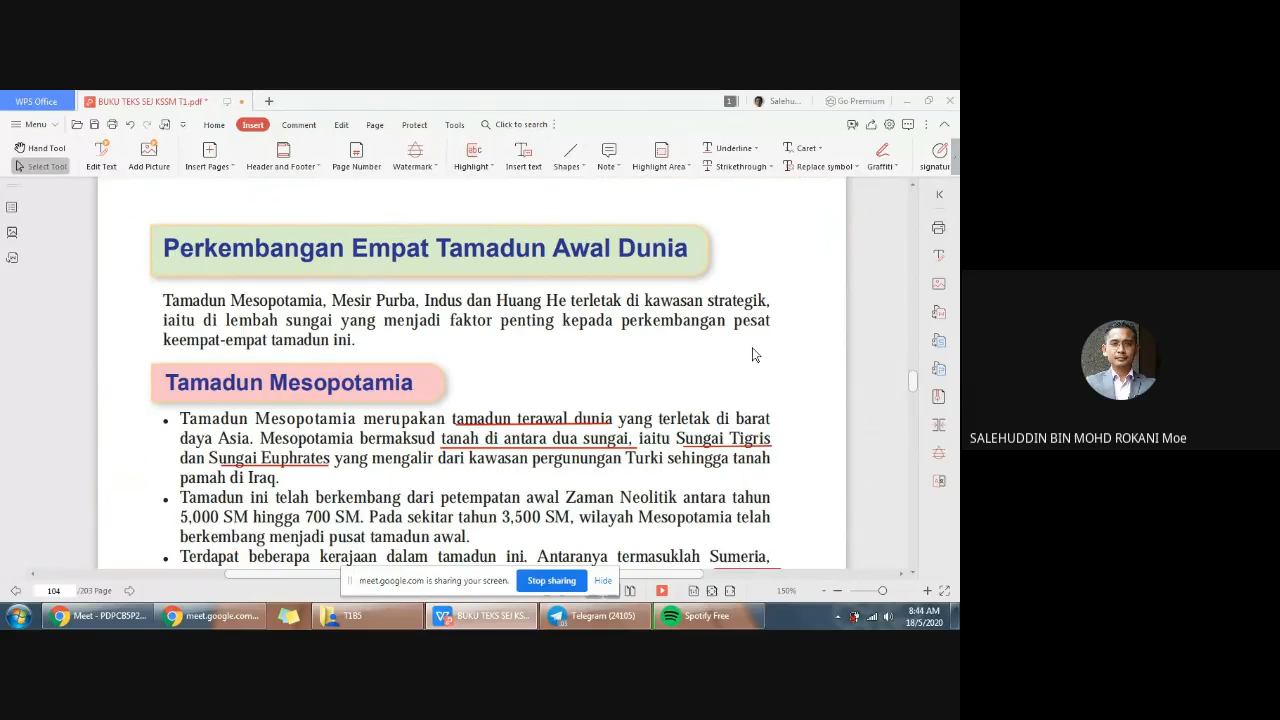 WPS Office
BUKU TEKS SEJ KSSM T1.pdf *
1
Salehu...
Go Premium
Menu
Home
Insert
Comment
Edit
Page
Protect
Tools
Click to search
Hand Tool
Select Tool
Edit Text
Add Picture
Insert Pages
Header and Footer
Page Number
Watermark
Highlight
Insert text
Shapes
Note
Highlight Area
Underline
Strikethrough
Caret
Replace symbol
Graffiti
signatur
Perkembangan Empat Tamadun Awal Dunia
Tamadun Mesopotamia, Mesir Purba, Indus dan Huang He terletak di kawasan strategik,
iaitu di lembah sungai yang menjadi faktor penting kepada perkembangan pesat
keempat-empat tamadun ini.
Tamadun Mesopotamia
• Tamadun Mesopotamia merupakan tamadun terawal dunia yang terletak di barat
daya Asia. Mesopotamia bermaksud tanah di antara dua sungai, iaitu Sungai Tigris
dan Sungai Euphrates yang mengalir dari kawasan pergunungan Turki sehingga tanah
pamah di Iraq.
• Tamadun ini telah berkembang dari petempatan awal Zaman Neolitik antara tahun
5,000 SM hingga 700 SM. Pada sekitar tahun 3,500 SM, wilayah Mesopotamia telah
berkembang menjadi pusat tamadun awal.
• Terdapat beberapa kerajaan dalam tamadun ini. Antaranya termasuklah Sumeria,
meet.google.com is sharing your screen.
Stop sharing
Hide
104
/203 Page
150%
Meet - PDPCB5P2...
meet.google.com...
T1B5
BUKU TEKS SEJ KS...
Telegram (24105)
Spotify Free
8:44 AM
18/5/2020
SALEHUDDIN BIN MOHD ROKANI Moe